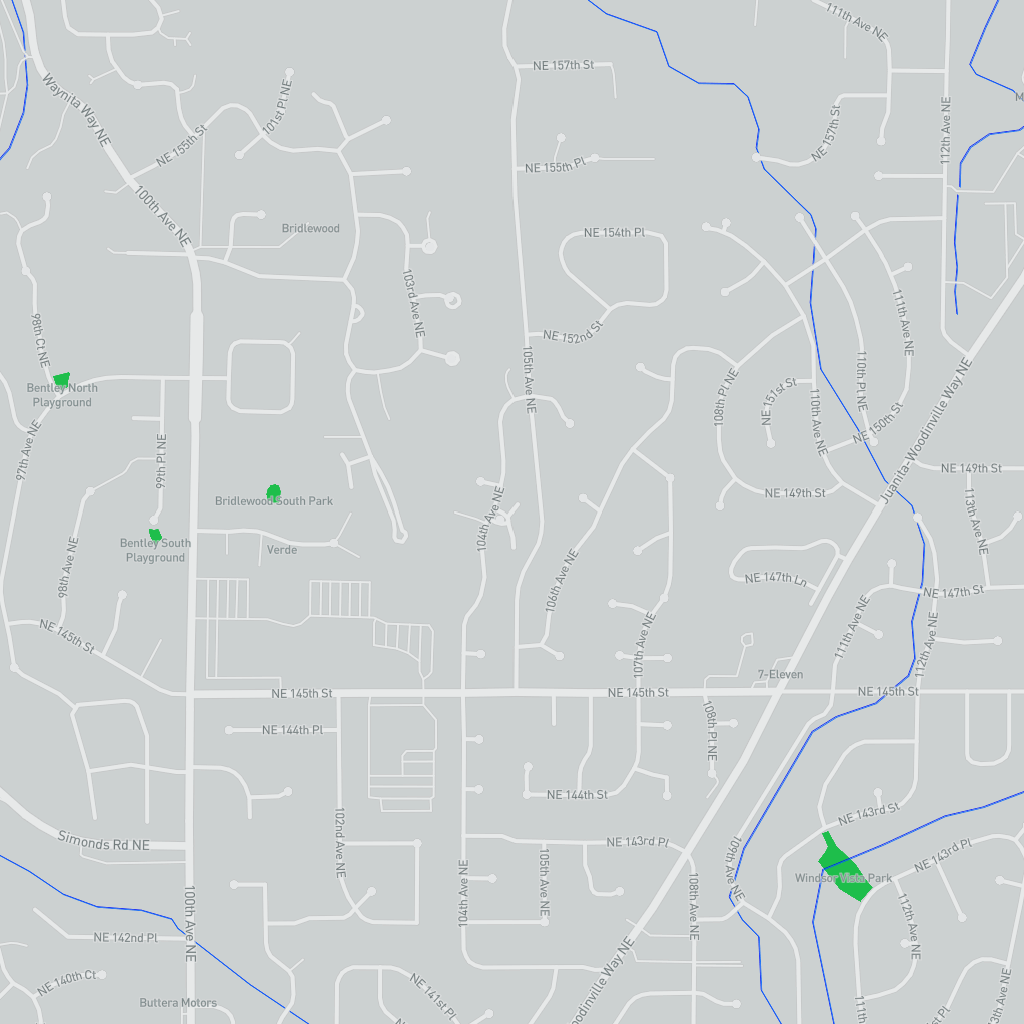 111th Ave NE
NE 157th St
Waynita Way NE
101st Pl NE
NE 155th St
112th Ave NE
NE 157th St
NE 155th Pl
100th Ave NE
Bridlewood
NE 154th Pl
103rd Ave NE
98th Ct NE
NE 152nd St
111th Ave NE
105th Ave NE
110th Pl NE
Bentley North
Playground
NE 151st St
108th Pl NE
110th Ave NE
NE 150th St
Juanita-Woodinville Way NE
97th Ave NE
99th Pl NE
NE 149th St
NE 149th St
Bridlewood South Park
104th Ave NE
113th Ave NE
Bentley South
Playground
Verde
98th Ave NE
106th Ave NE
NE 147th Ln
NE 147th St
111th Ave NE
NE 145th St
107th Ave NE
112th Ave NE
7-Eleven
NE 145th St
NE 145th St
NE 145th St
NE 144th Pl
108th Pl NE
NE 144th St
NE 143rd St
Simonds Rd NE
102nd Ave NE
NE 143rd Pl
NE 143rd Pl
109th Ave NE
105th Ave NE
Windsor Vista Park
104th Ave NE
108th Ave NE
100th Ave NE
112th Ave NE
NE 142nd Pl
oodinville Way NE
NE 140th Ct
Buttera Motors
NE 141st Pl
111th
st Pl
13th Ave NE